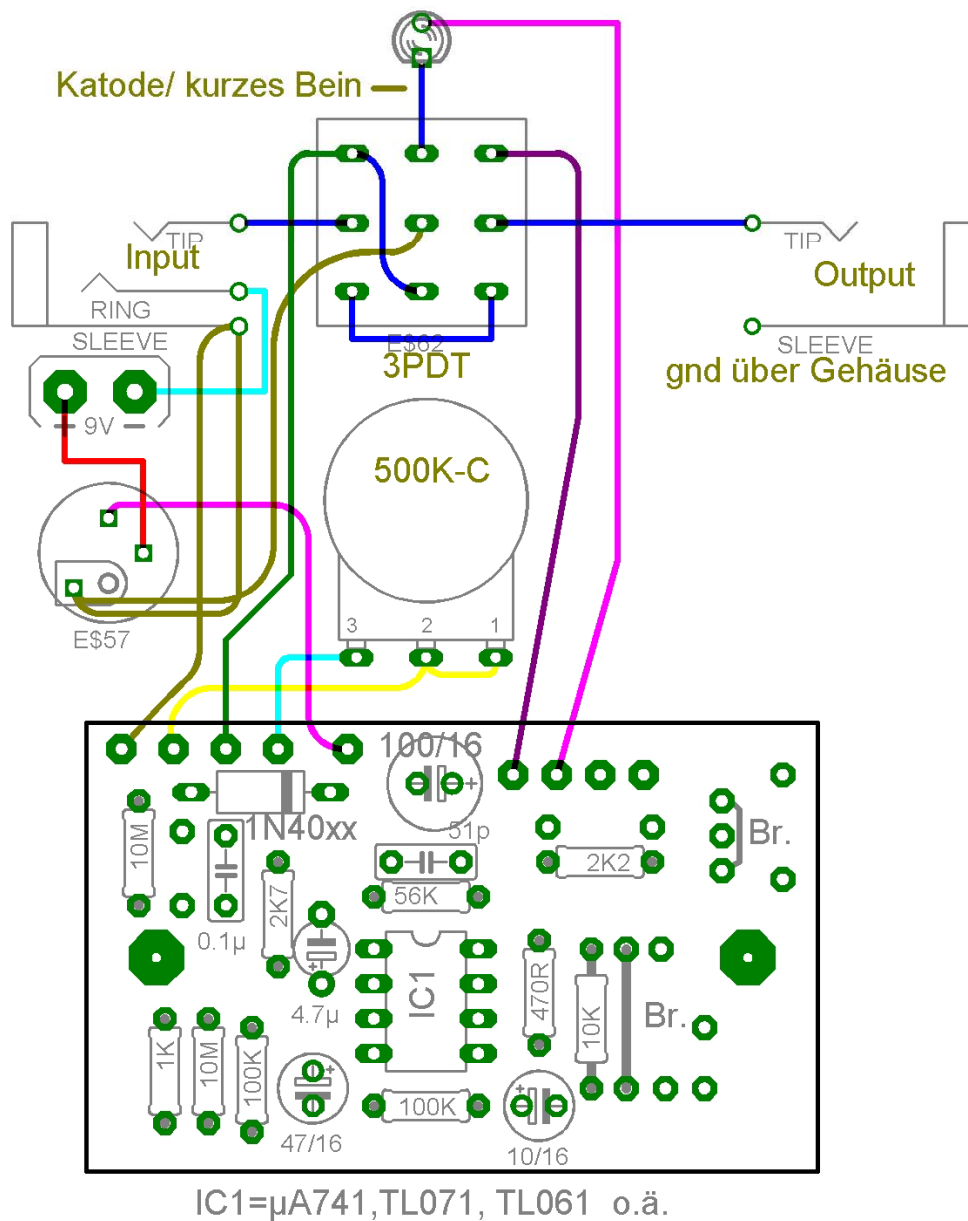 Katode/ kurzes Bein
TIP
Input
RING
SLEEVE
TIP
Output
SLEEVE
gnd über Gehäuse
E$62
3PDT
+ 9V -
500K-C
E$57
3 2 1
100/16
+
1N40xx
51p
10M
0.1µ
2K7
56K
2K2
Br.
4.7µ
+
IC1
470R
10K
Br.
1K
10M
100K
+
47/16
100K
+
10/16
IC1=µA741,TL071, TL061 o.ä.